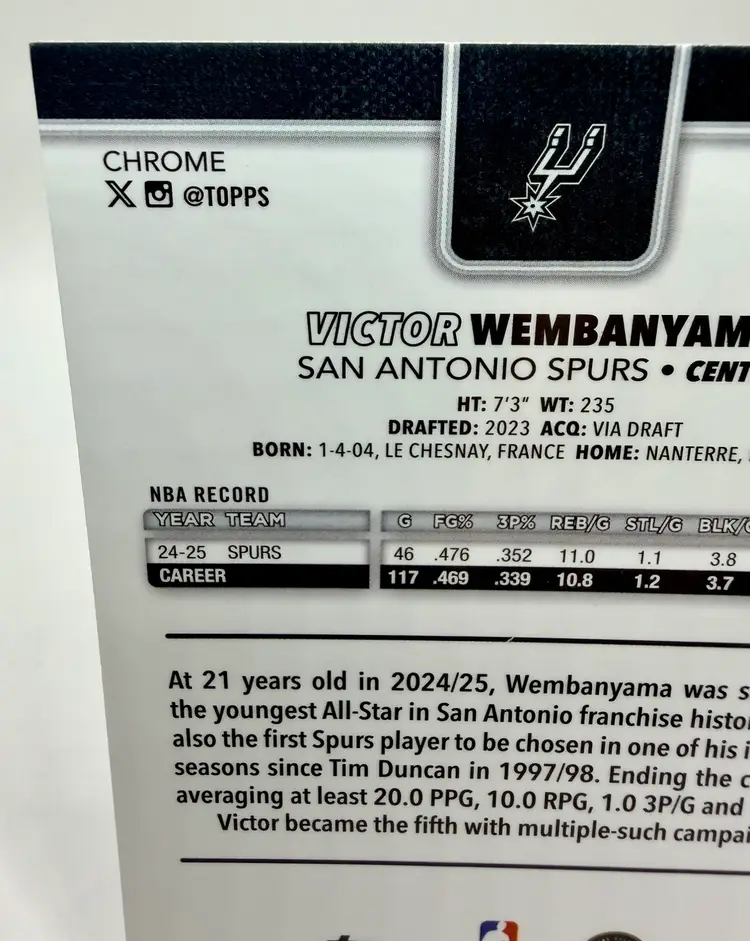 CHROME
X @TOPPS
VICTOR WEMBANYAM
SAN ANTONIO SPURS • CENT
HT: 7'3" WT: 235
DRAFTED: 2023 ACQ: VIA DRAFT
BORN: 1-4-04, LE CHESNAY, FRANCE HOME: NANTERRE,
NBA RECORD
YEAR TEAM G FG% 3P% REB/G STL/G BLK/G
24-25 SPURS 46 .476 .352 11.0 1.1 3.8
CAREER 117 .469 .339 10.8 1.2 3.7
At 21 years old in 2024/25, Wembanyama was s
the youngest All-Star in San Antonio franchise histo
also the first Spurs player to be chosen in one of his i
seasons since Tim Duncan in 1997/98. Ending the c
averaging at least 20.0 PPG, 10.0 RPG, 1.0 3P/G and
Victor became the fifth with multiple-such campai